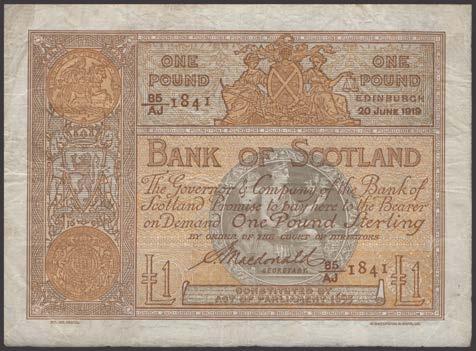 ONE POUND
ONE POUND
85/AJ 1841
EDINBURGH
20 JUNE 1919
BANK OF SCOTLAND
The Governor & Company of the Bank of
Scotland Promise to pay here to the Bearer
on Demand One Pound Sterling
BY ORDER OF THE COURT OF DIRECTORS
Macdonald
SECRETARY
85/AJ 1841
£1
£1
CONSTITUTED BY
ACT OF PARLIAMENT 1695